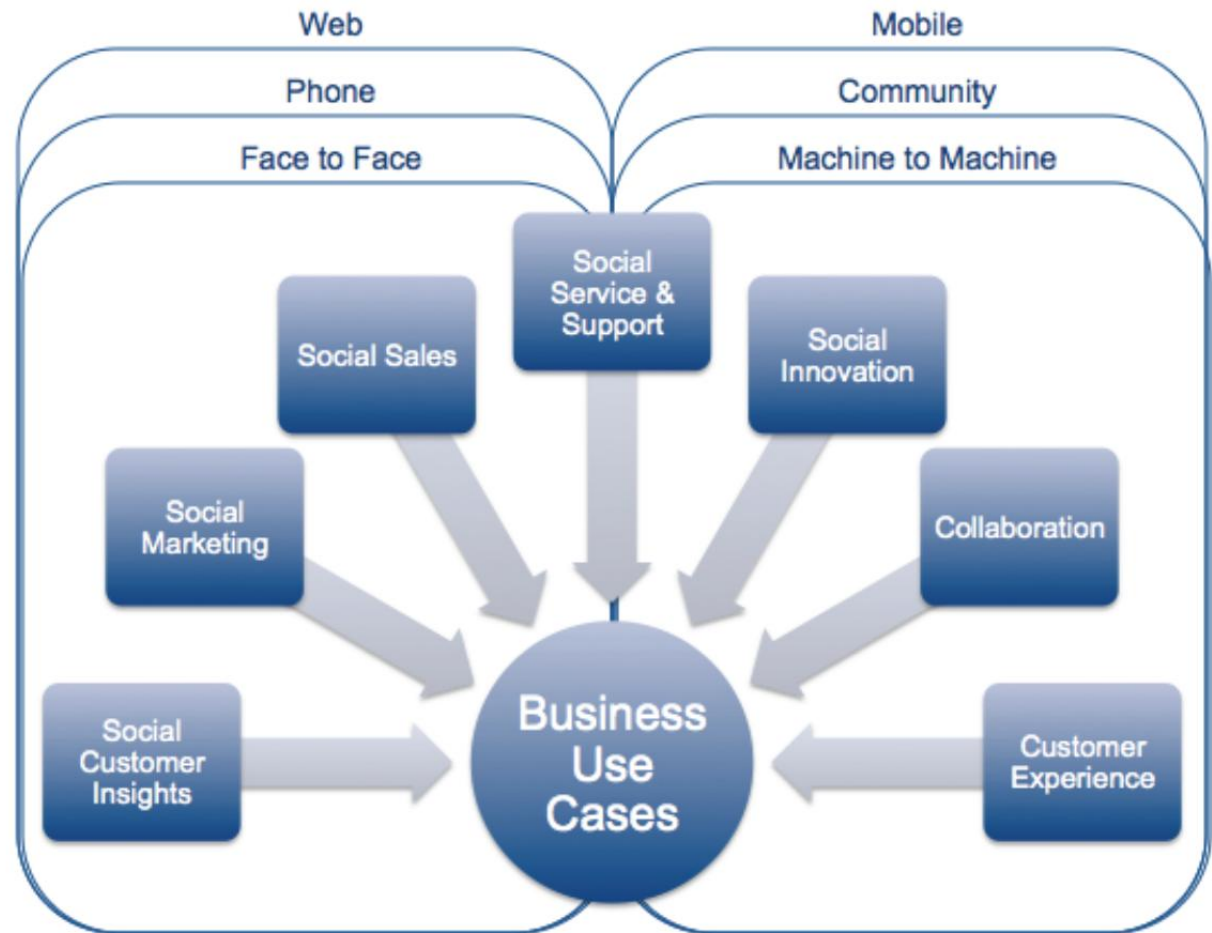 Web
Mobile
Phone
Community
Face to Face
Machine to Machine
Social
Service &
Support
Social Sales
Social
Innovation
Social
Marketing
Collaboration
Social
Customer
Insights
Business
Use
Cases
Customer
Experience